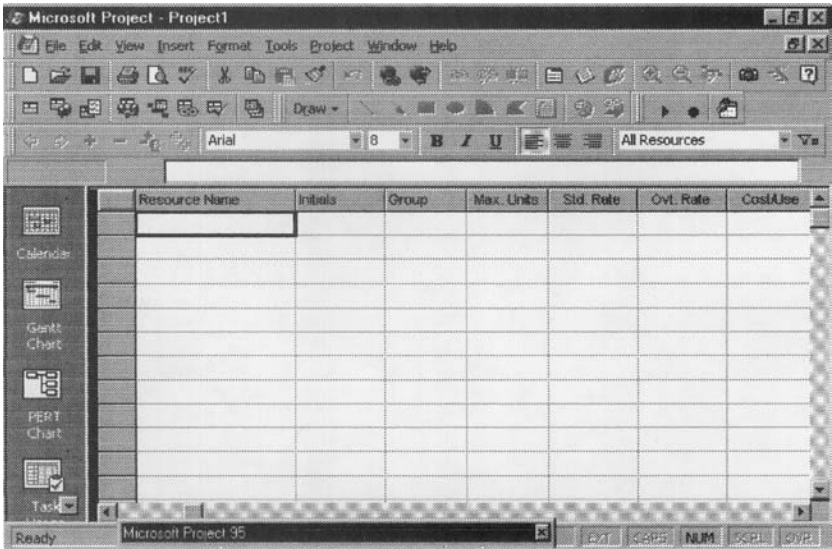 Microsoft Project - Project1
File Edit View Insert Format Tools Project Window Help
Draw
Arial 8 B I U All Resources
Resource Name Initials Group Max. Units Std. Rate Ovt. Rate Cost/Use
Calendar
Gantt
Chart
PERT
Chart
Task
Ready Microsoft Project 95 EXT CAPS NUM SCRL OVR